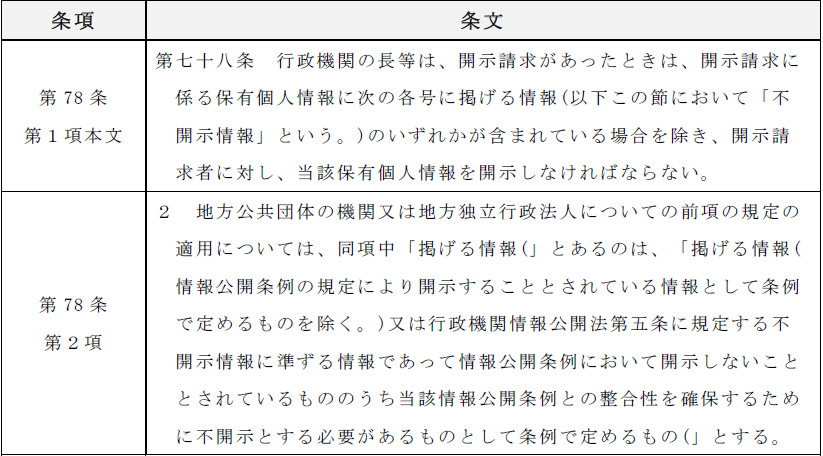 条項 条文
第78条
第1項本文
第七十八条　行政機関の長等は、開示請求があったときは、開示請求に
係る保有個人情報に次の各号に掲げる情報(以下この節において「不
開示情報」という。)のいずれかが含まれている場合を除き、開示請
求者に対し、当該保有個人情報を開示しなければならない。
第78条
第2項
２　地方公共団体の機関又は地方独立行政法人についての前項の規定の
適用については、同項中「掲げる情報(」とあるのは、「掲げる情報(
情報公開条例の規定により開示することとされている情報として条例
で定めるものを除く。)又は行政機関情報公開法第五条に規定する不
開示情報に準ずる情報であって情報公開条例において開示しないこと
とされているもののうち当該情報公開条例との整合性を確保するため
に不開示とする必要があるものとして条例で定めるもの(」とする。